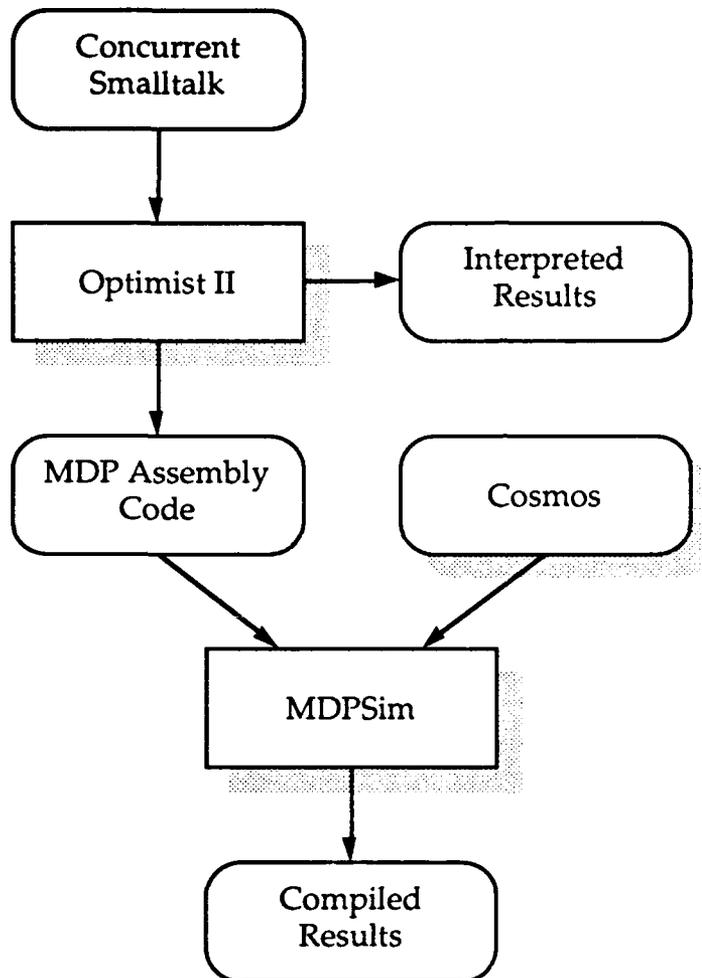 Concurrent
Smalltalk
Optimist II
Interpreted
Results
MDP Assembly
Code
Cosmos
MDPSim
Compiled
Results